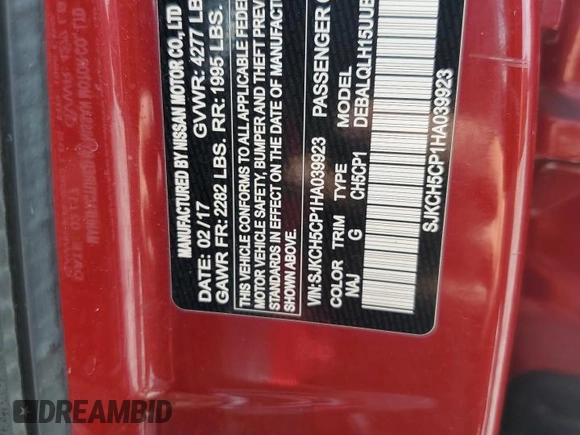 MANUFACTURED BY NISSAN MOTOR CO., LTD
DATE: 02/17 GVWR: 4277 LB
GAWR FR: 2262 LBS. RR: 1995 LBS.
THIS VEHICLE CONFORMS TO ALL APPLICABLE FEDE
MOTOR VEHICLE SAFETY, BUMPER AND THEFT PREV
STANDARDS IN EFFECT ON THE DATE OF MANUFACT
SHOWN ABOVE.
VIN: SJKCH5CP1HA039923 PASSENGER
COLOR TRIM TYPE MODEL
NAJ G CH5CP1 DEBALQLH15UUB
SJKCH5CP1HA039923
DREAMBID